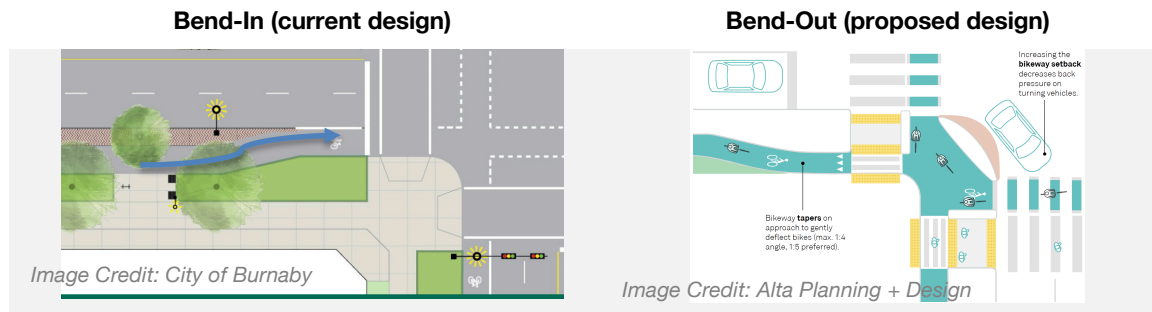 Bend-In (current design)
Bend-Out (proposed design)
Increasing the
bikeway setback
decreases back
pressure on
turning vehicles.
Bikeway tapers on
approach to gently
deflect bikes (max. 1:4
angle, 1:5 preferred).
Image Credit: City of Burnaby
Image Credit: Alta Planning + Design